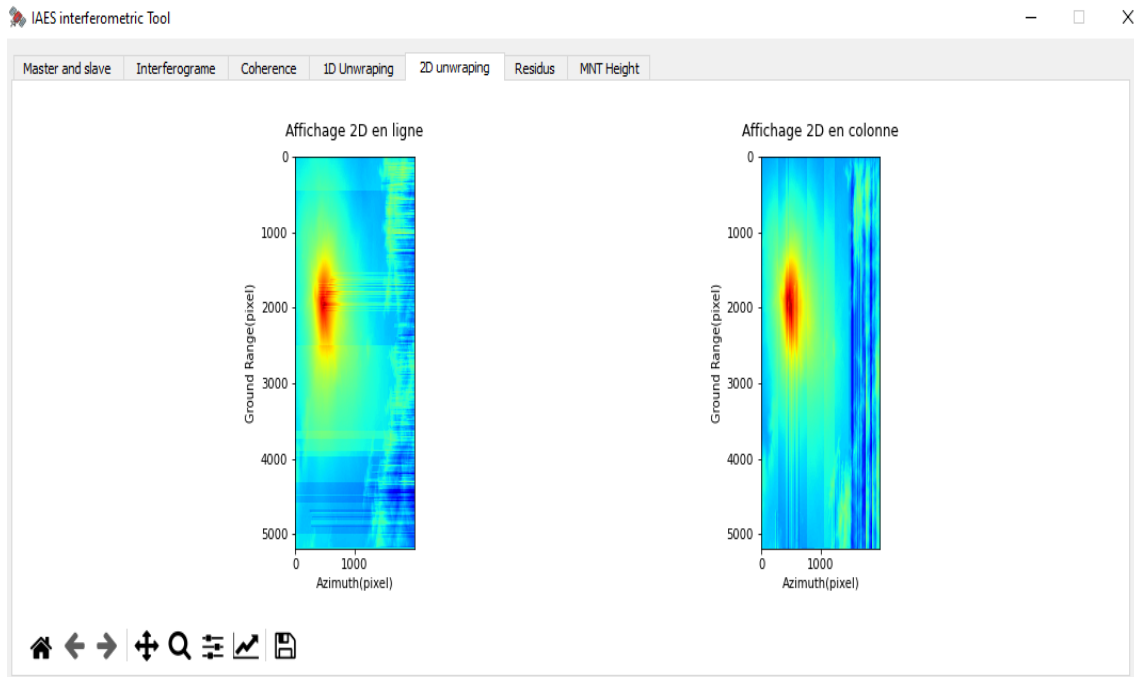 IAES interferometric Tool
Master and slave Interferograme Coherence 1D Unwraping 2D unwraping Residus MNT Height
Affichage 2D en ligne
0
1000
2000
3000
4000
5000
Ground Range(pixel)
0 1000
Azimuth(pixel)
Affichage 2D en colonne
0
1000
2000
3000
4000
5000
Ground Range(pixel)
0 1000
Azimuth(pixel)